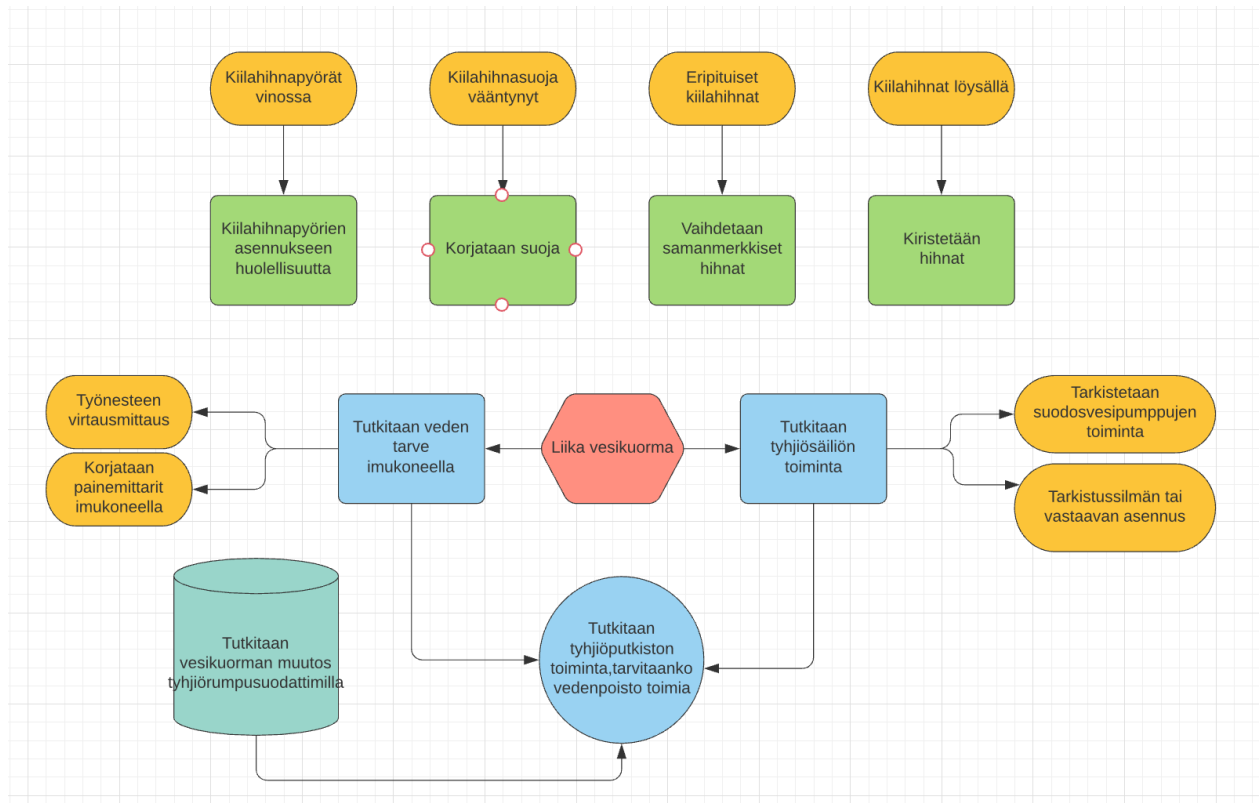 Kiilahihnapyörät
vinossa
Kiilahihnasuoja
vääntynyt
Eripituiset
kiilahihnat
Kiilahihnat löysällä
Kiilahihnapyörien
asennukseen
huolellisuutta
Korjataan suoja
Vaihdetaan
samanmerkkiset
hihnat
Kiristetään
hihnat
Työnesteen
virtausmittaus
Korjataan
painemittarit
imukoneella
Tutkitaan veden
tarve
imukoneella
Liika vesikuorma
Tutkitaan
tyhjiösäiliön
toiminta
Tarkistetaan
suodosvesipumppujen
toiminta
Tarkistussilmän tai
vastaavan asennus
Tutkitaan
vesikuorman muutos
tyhjiörumpusuodattimilla
Tutkitaan
tyhjiöputkiston
toiminta,tarvitaanko
vedenpoisto toimia